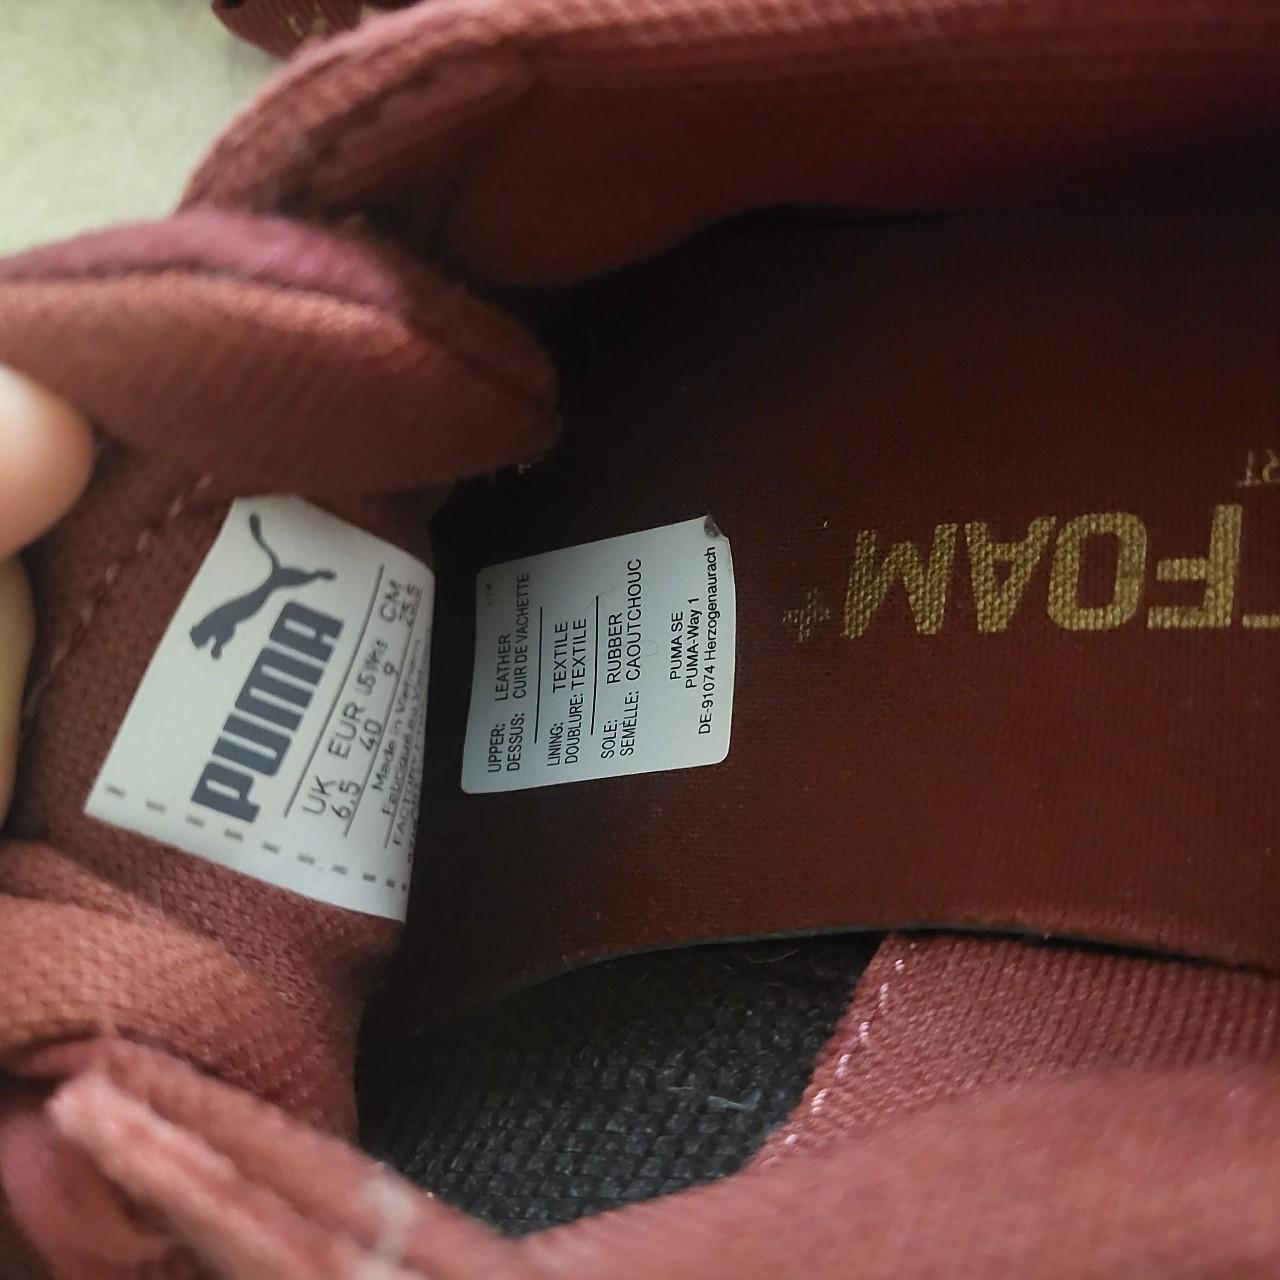 PUMA
UK EUR US Wns CM
6.5 40 9 25.5
Made in Vietnam
UPPER: LEATHER
DESSUS: CUIR DE VACHETTE
LINING: TEXTILE
DOUBLURE: TEXTILE
SOLE: RUBBER
SEMELLE: CAOUTCHOUC
PUMA SE
PUMA-Way 1
DE-91074 Herzogenaurach
FOAM+